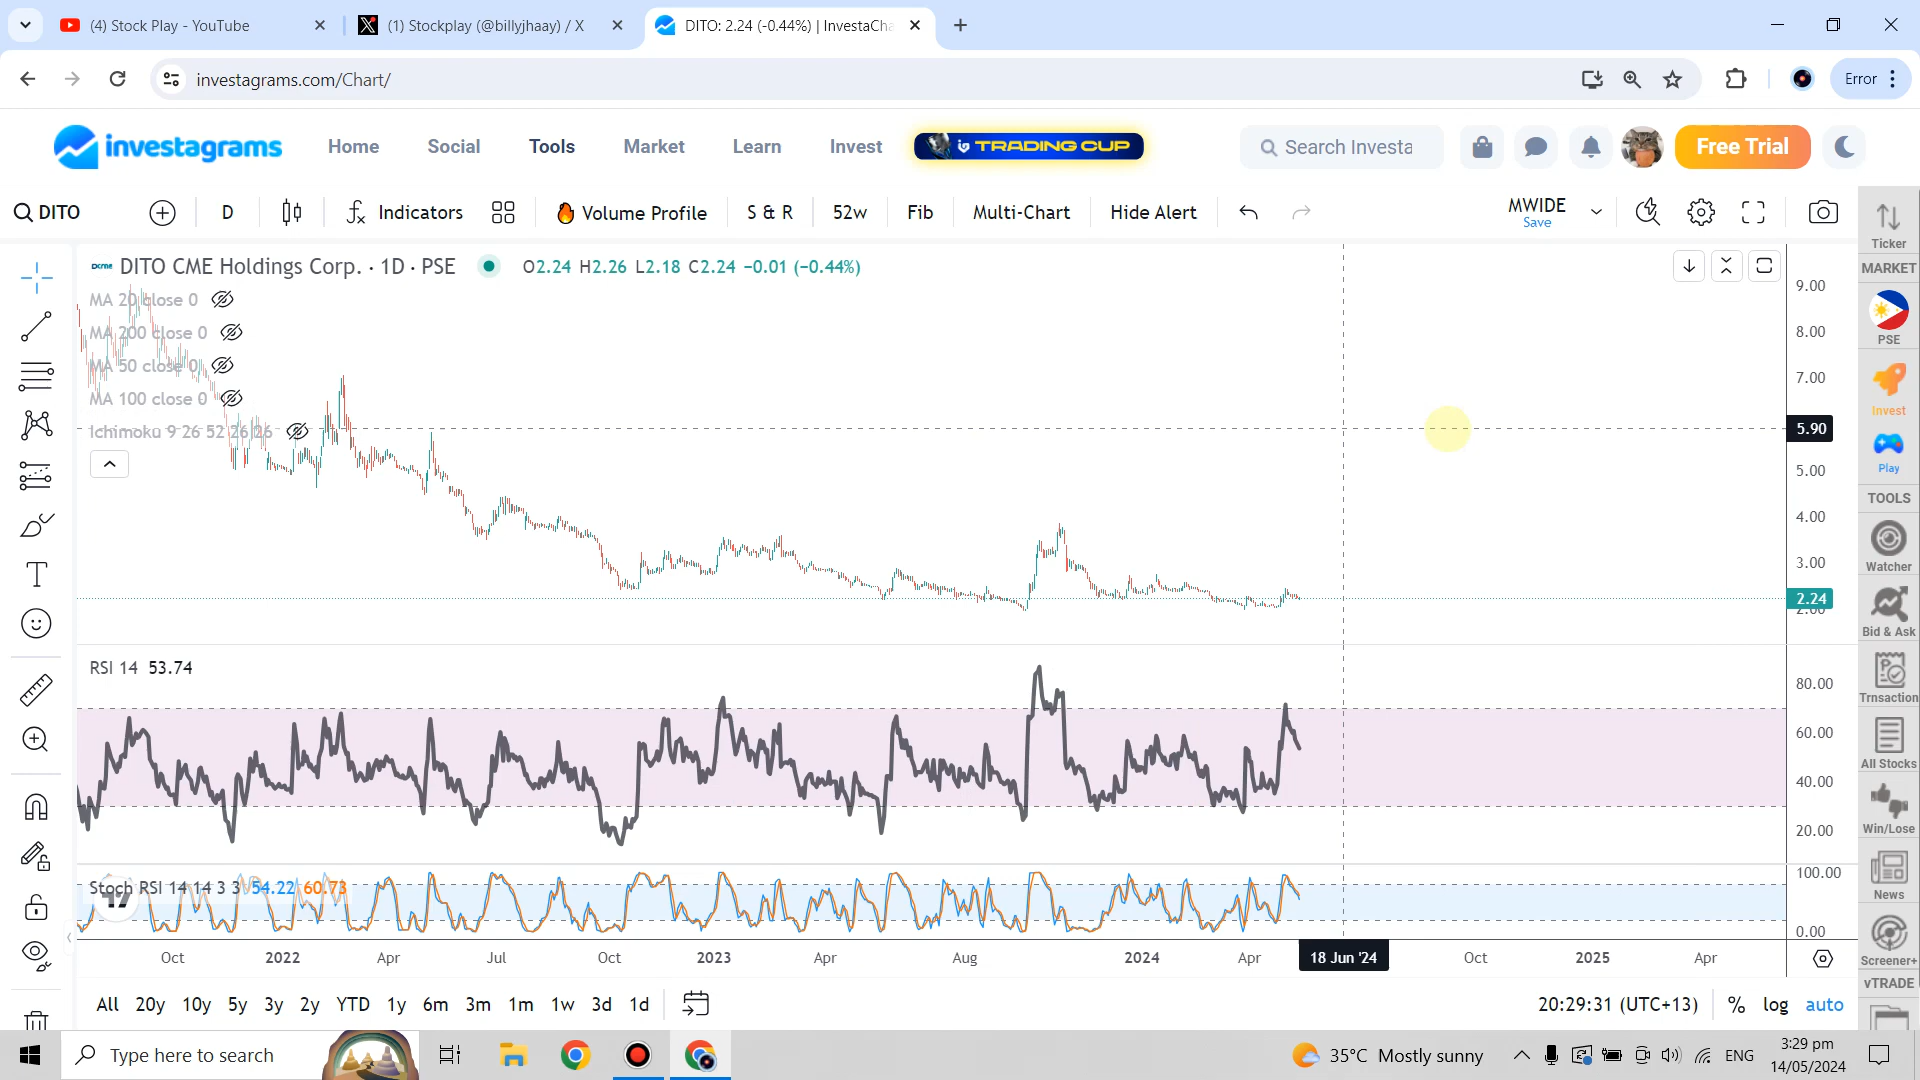 (4) Stock Play - YouTube
(1) Stockplay (@billyjhaay) / X
DITO: 2.24 (-0.44%) | InvestaCha
investagrams.com/Chart/
Error
investagrams
Home
Social
Tools
Market
Learn
Invest
TRADING CUP
Search Investa
Free Trial
DITO
D
Indicators
Volume Profile
S & R
52w
Fib
Multi-Chart
Hide Alert
MWIDE
Save
DITO CME Holdings Corp. · 1D · PSE
O2.24 H2.26 L2.18 C2.24 −0.01 (−0.44%)
MA 20 close 0
MA 200 close 0
MA 50 close 0
MA 100 close 0
Ichimoku 9 26 52 26 26
9.00
8.00
7.00
5.90
5.00
4.00
3.00
2.24
2.00
RSI 14 53.74
80.00
60.00
40.00
20.00
Stoch RSI 14 14 3 3 54.22 60.73
100.00
0.00
Oct
2022
Apr
Jul
Oct
2023
Apr
Aug
2024
Apr
18 Jun '24
Oct
2025
Apr
All
20y
10y
5y
3y
2y
YTD
1y
6m
3m
1m
1w
3d
1d
20:29:31 (UTC+13)
%
log
auto
Ticker
MARKET
PSE
Invest
Play
TOOLS
Watcher
Bid & Ask
Trnsaction
All Stocks
Win/Lose
News
Screener+
vTRADE
Type here to search
35°C Mostly sunny
ENG
3:29 pm
14/05/2024